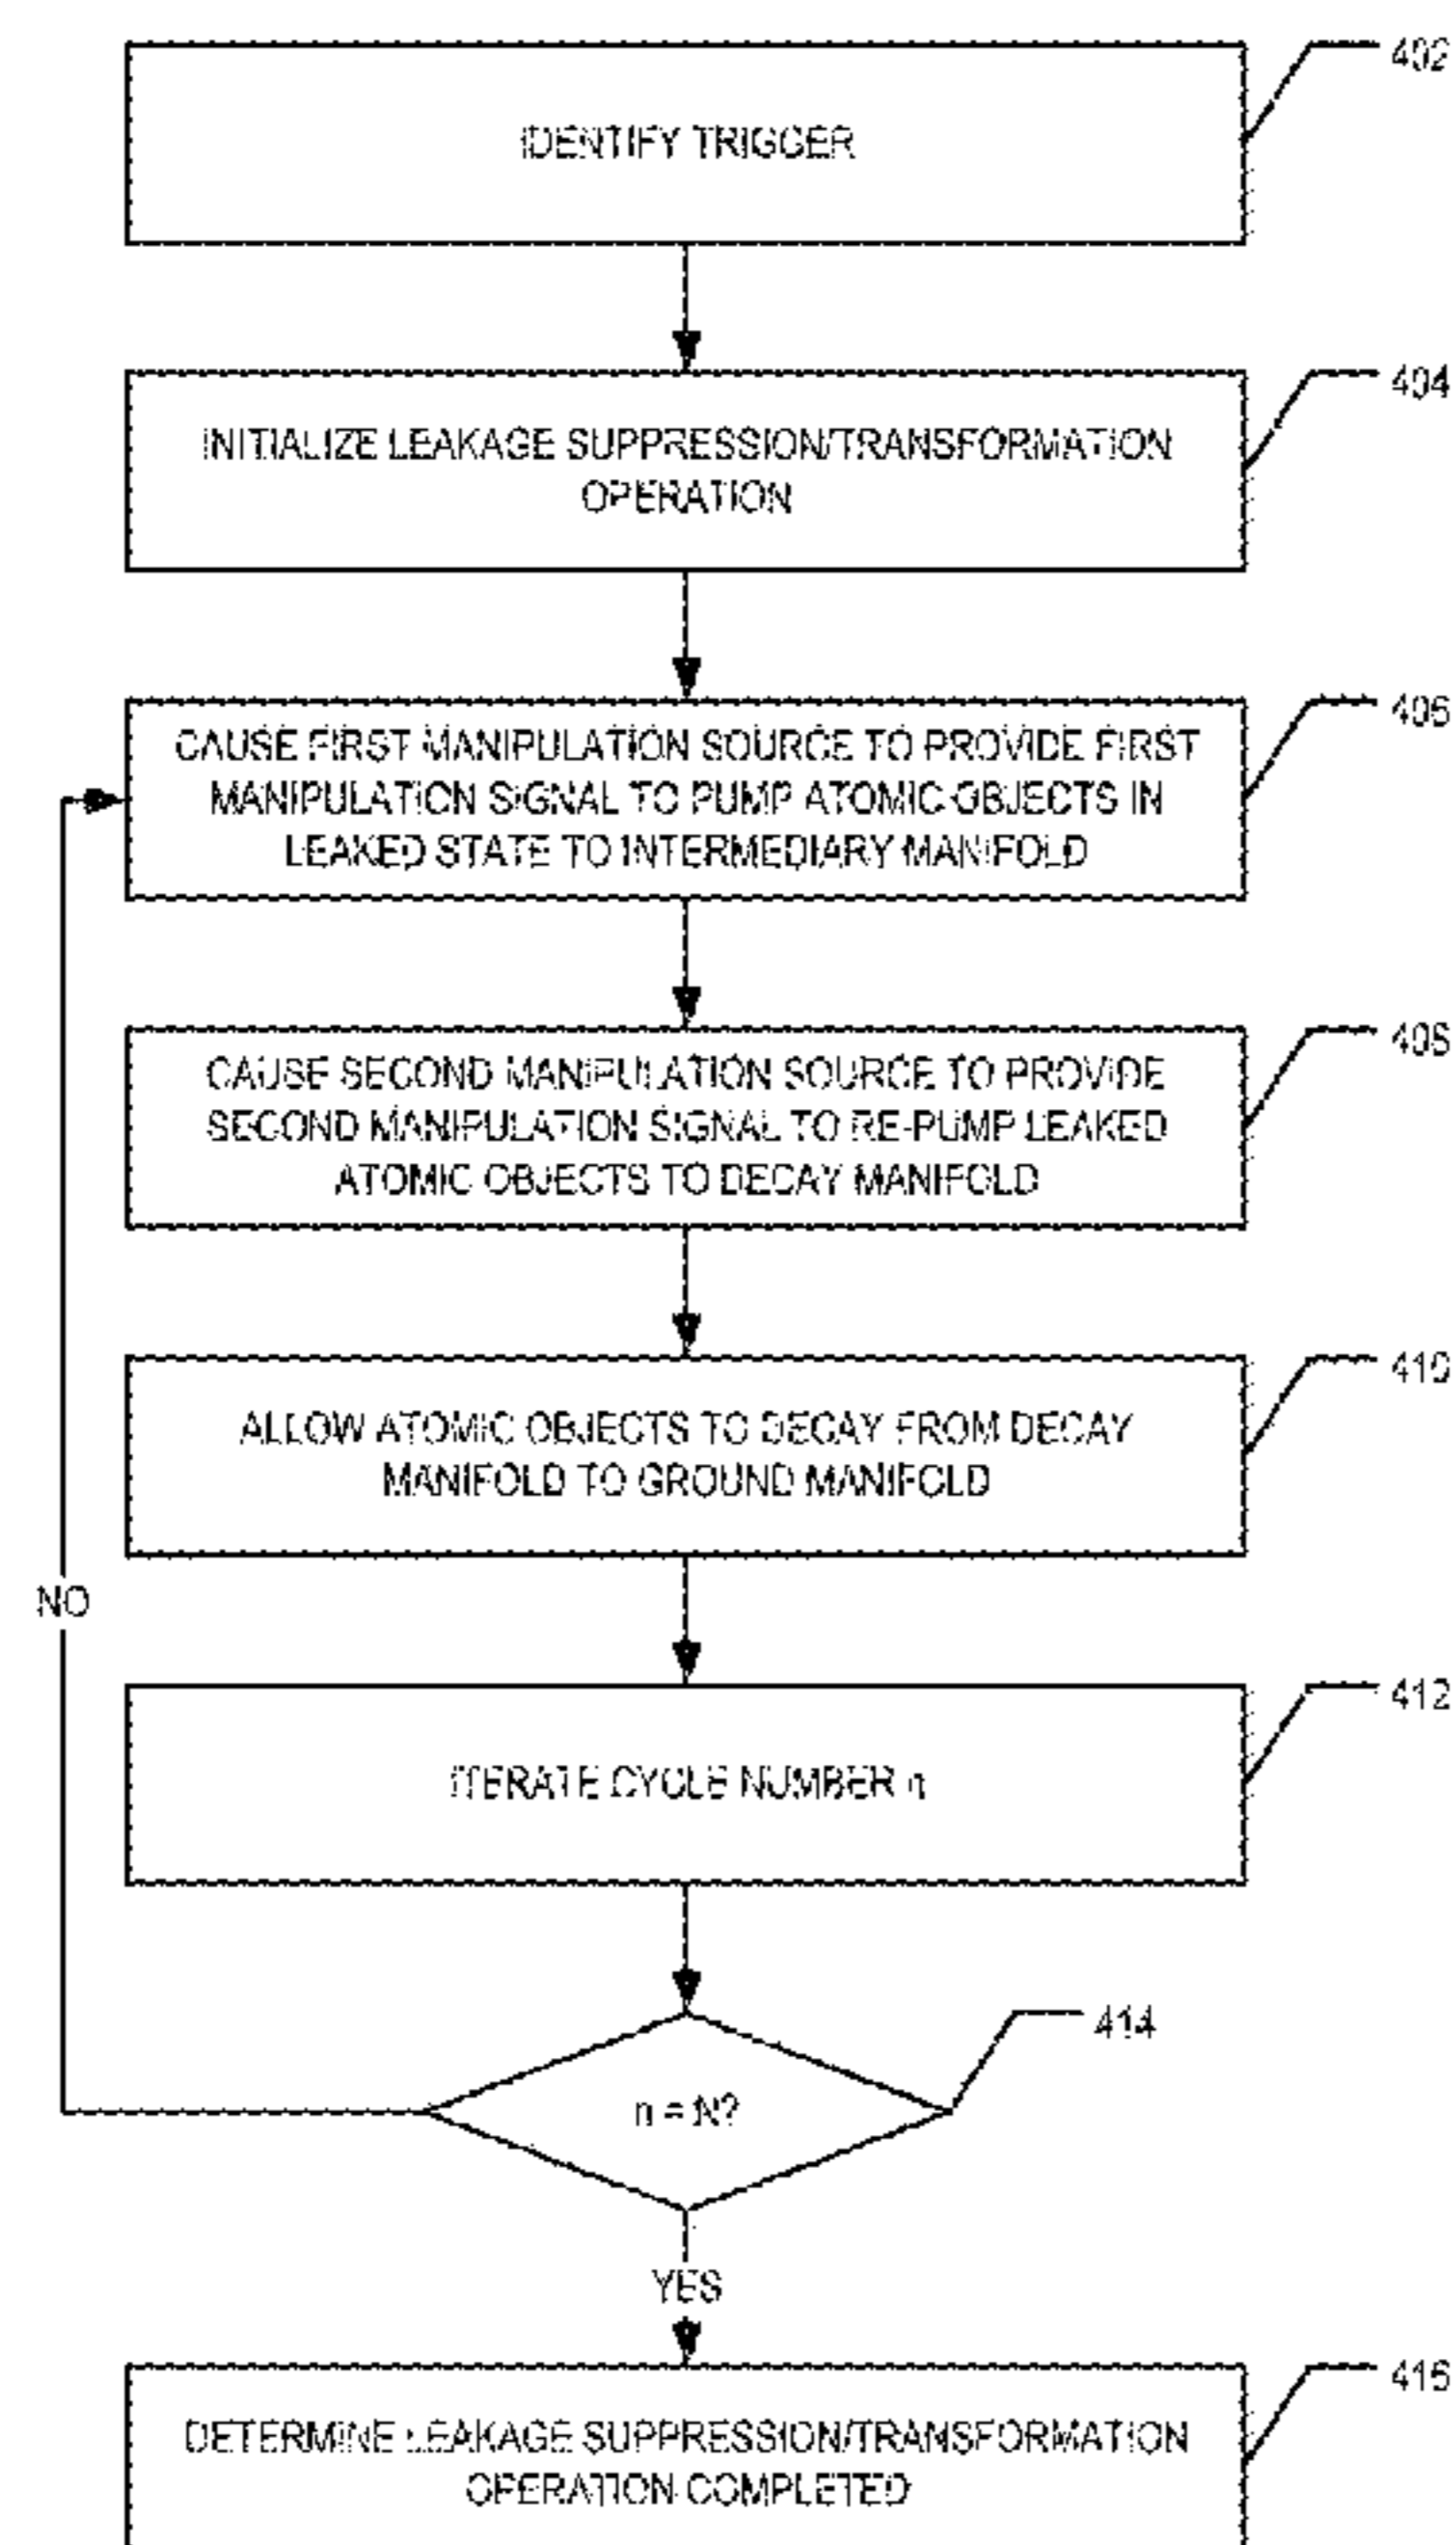 402
IDENTIFY TRIGGER
404
INITIALIZE LEAKAGE SUPPRESSION/TRANSFORMATION
OPERATION
406
CAUSE FIRST MANIPULATION SOURCE TO PROVIDE FIRST
MANIPULATION SIGNAL TO PUMP ATOMIC OBJECTS IN
LEAKED STATE TO INTERMEDIARY MANIFOLD
408
CAUSE SECOND MANIPULATION SOURCE TO PROVIDE
SECOND MANIPULATION SIGNAL TO RE-PUMP LEAKED
ATOMIC OBJECTS TO DECAY MANIFOLD
410
ALLOW ATOMIC OBJECTS TO DECAY FROM DECAY
MANIFOLD TO GROUND MANIFOLD
NO
412
ITERATE CYCLE NUMBER n
414
n = N?
YES
416
DETERMINE LEAKAGE SUPPRESSION/TRANSFORMATION
OPERATION COMPLETED